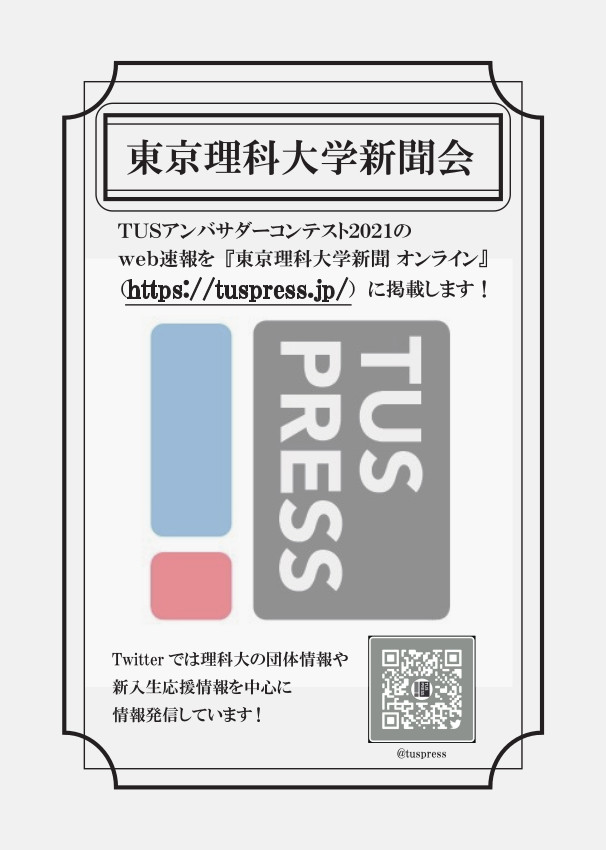 東京理科大学新聞会
TUSアンバサダーコンテスト2021の
web速報を『東京理科大学新聞 オンライン』
（https://tuspress.jp/）に掲載します！
TUS
PRESS
Twitter では理科大の団体情報や
新入生応援情報を中心に
情報発信しています！
@tuspress